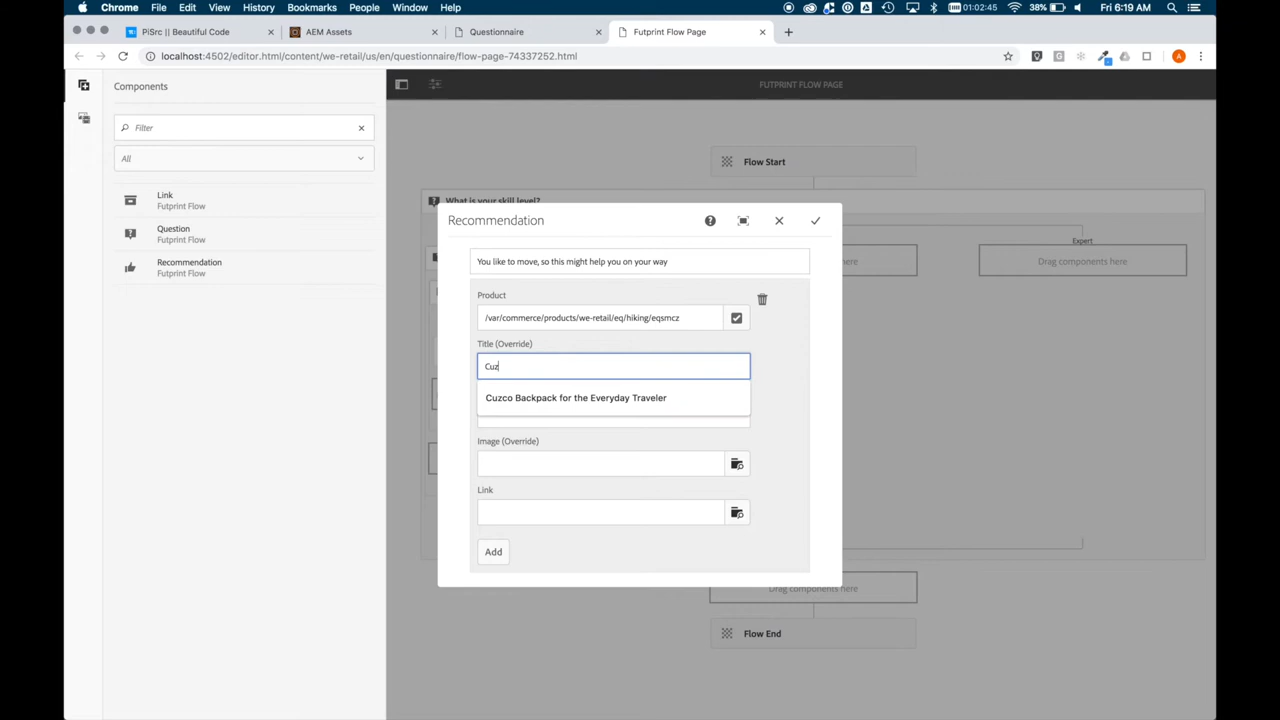 Chrome File Edit View History Bookmarks People Window Help 01:02:45 38% Fri 6:19 AM
PiSrc || Beautiful Code AEM Assets Questionnaire Futprint Flow Page
localhost:4502/editor.html/content/we-retail/us/en/questionnaire/flow-page-74337252.html
A
Components
Filter
All
Link
Futprint Flow
Question
Futprint Flow
Recommendation
Futprint Flow
FUTPRINT FLOW PAGE
Flow Start
What is your skill level?
Expert
here
Drag components here
Recommendation
You like to move, so this might help you on your way
Product
/var/commerce/products/we-retail/eq/hiking/eqsmcz
Title (Override)
Cuz
Cuzco Backpack for the Everyday Traveler
Image (Override)
Link
Add
Drag components here
Flow End